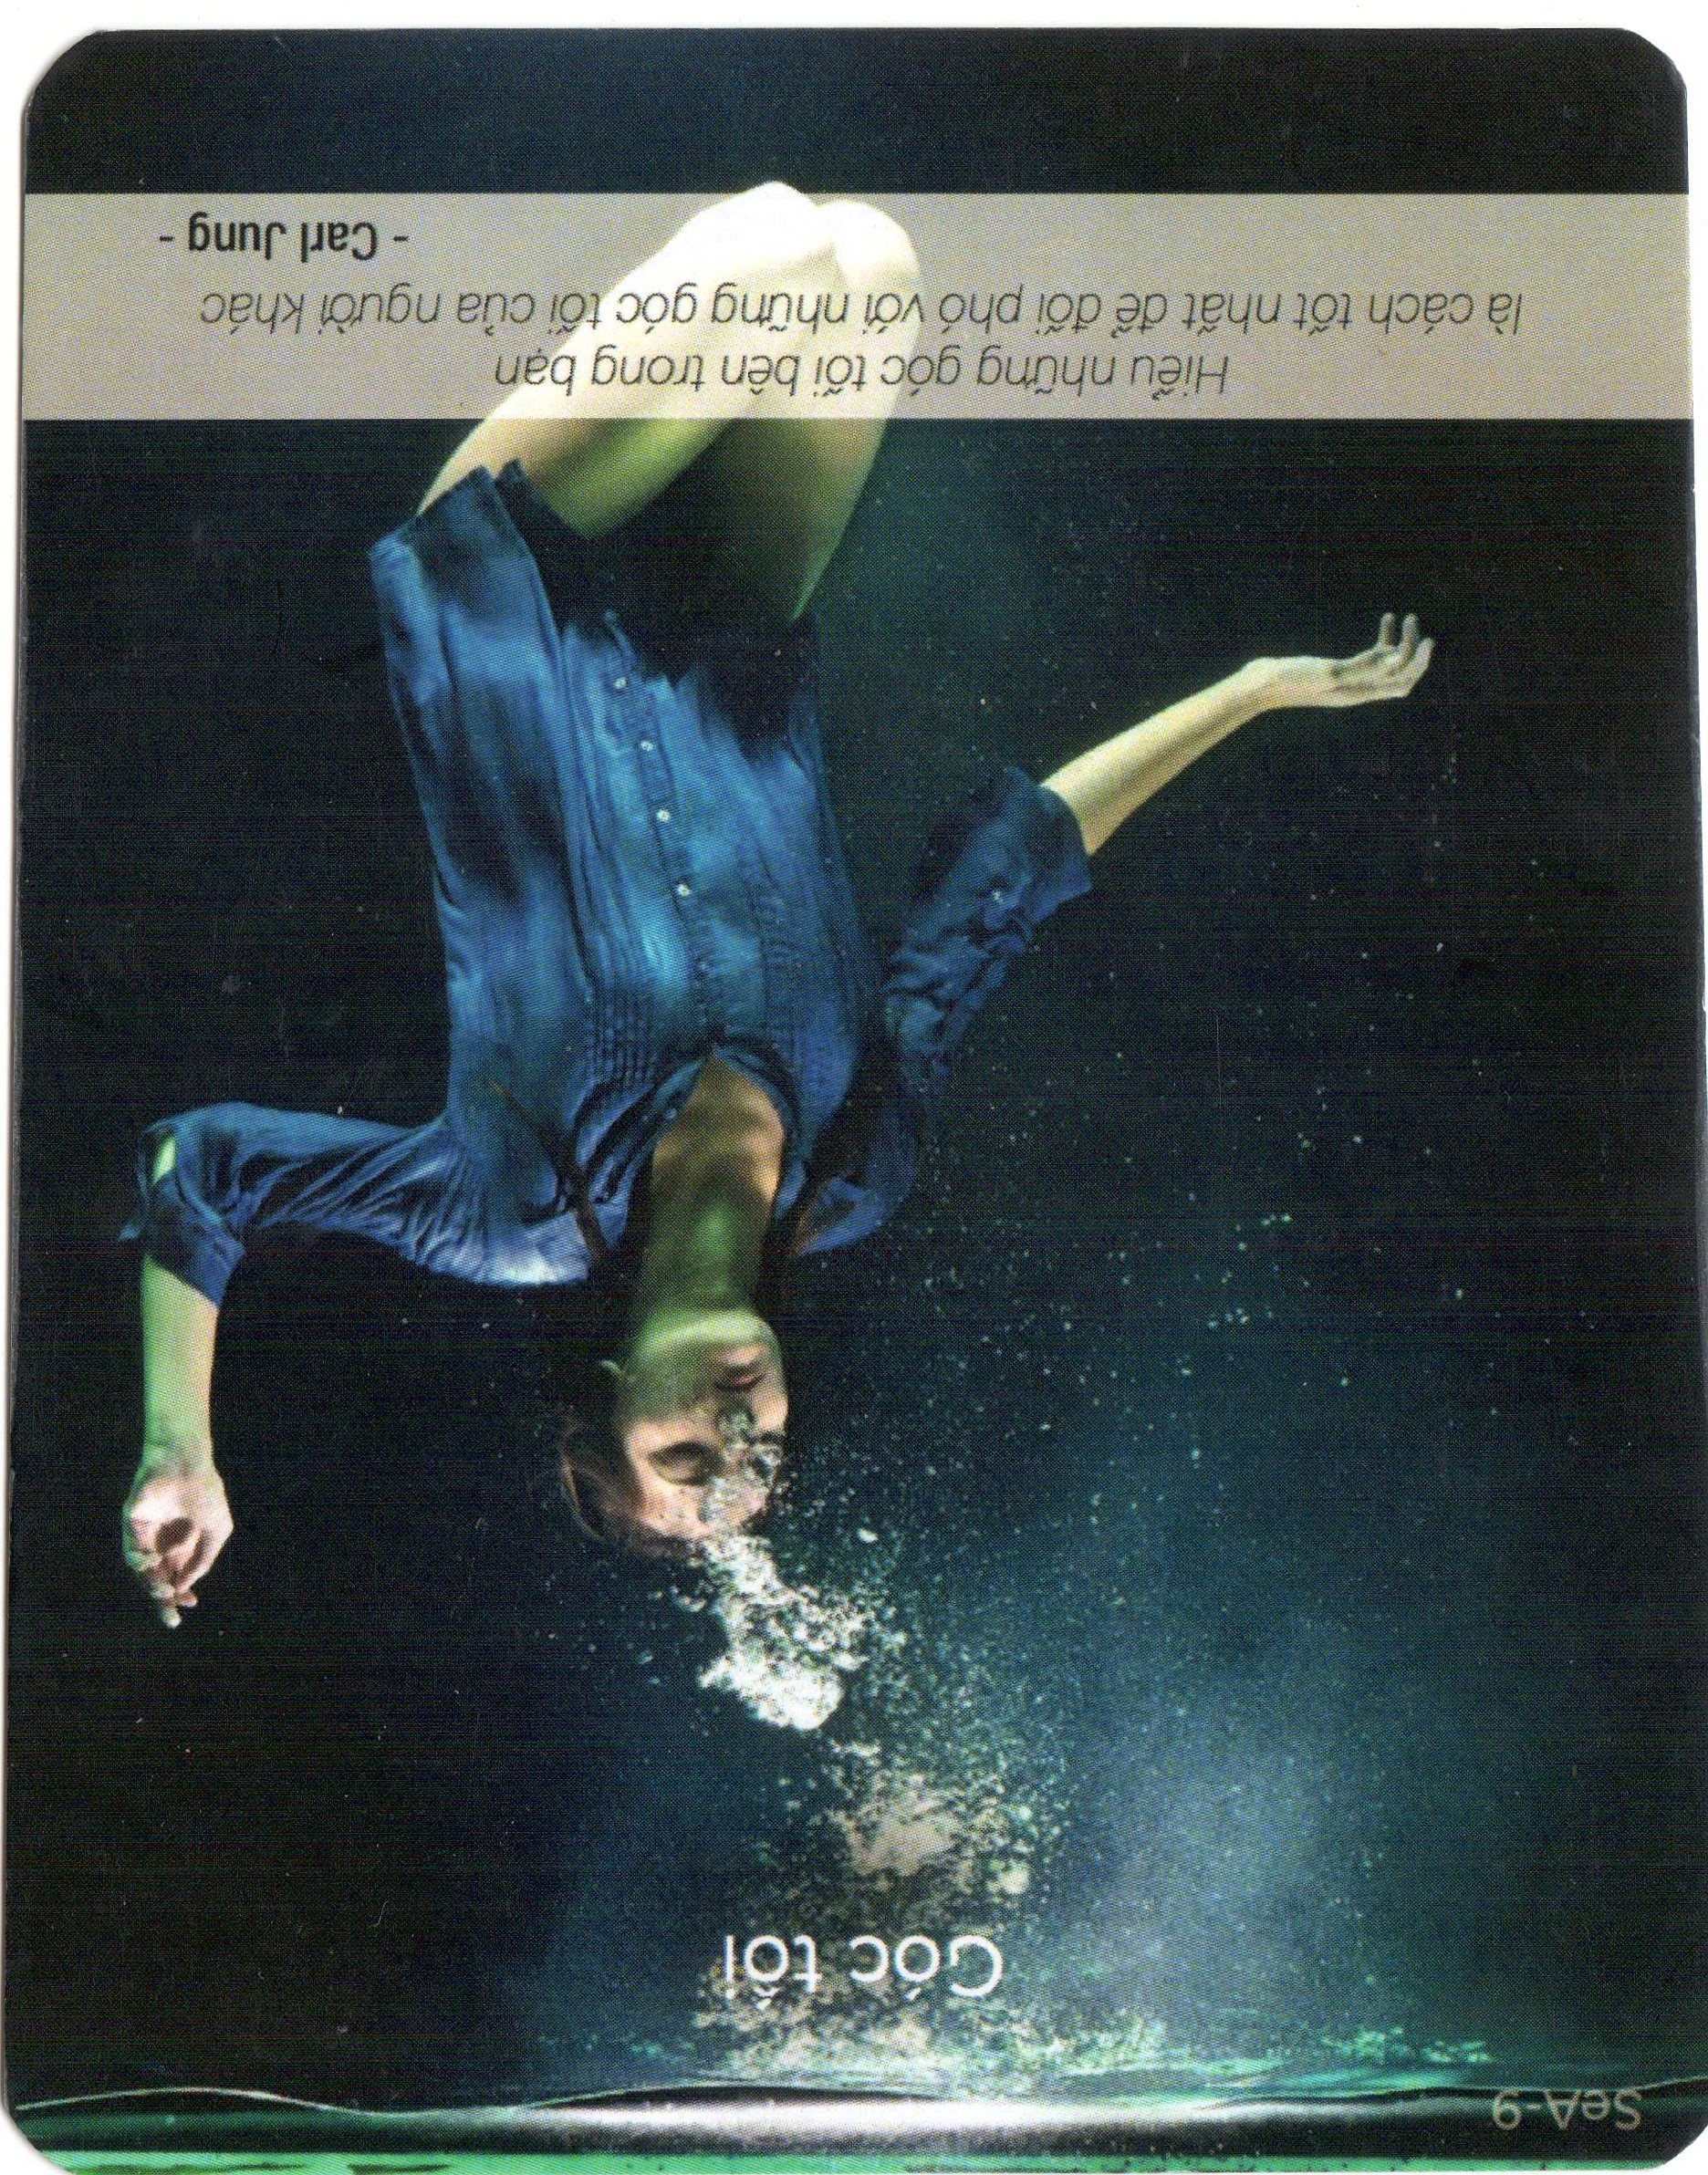 SeA-9
Góc tối
Hiểu những góc tối bên trong bạn
là cách tốt nhất để đối phó với những góc tối của người khác
- Carl Jung -